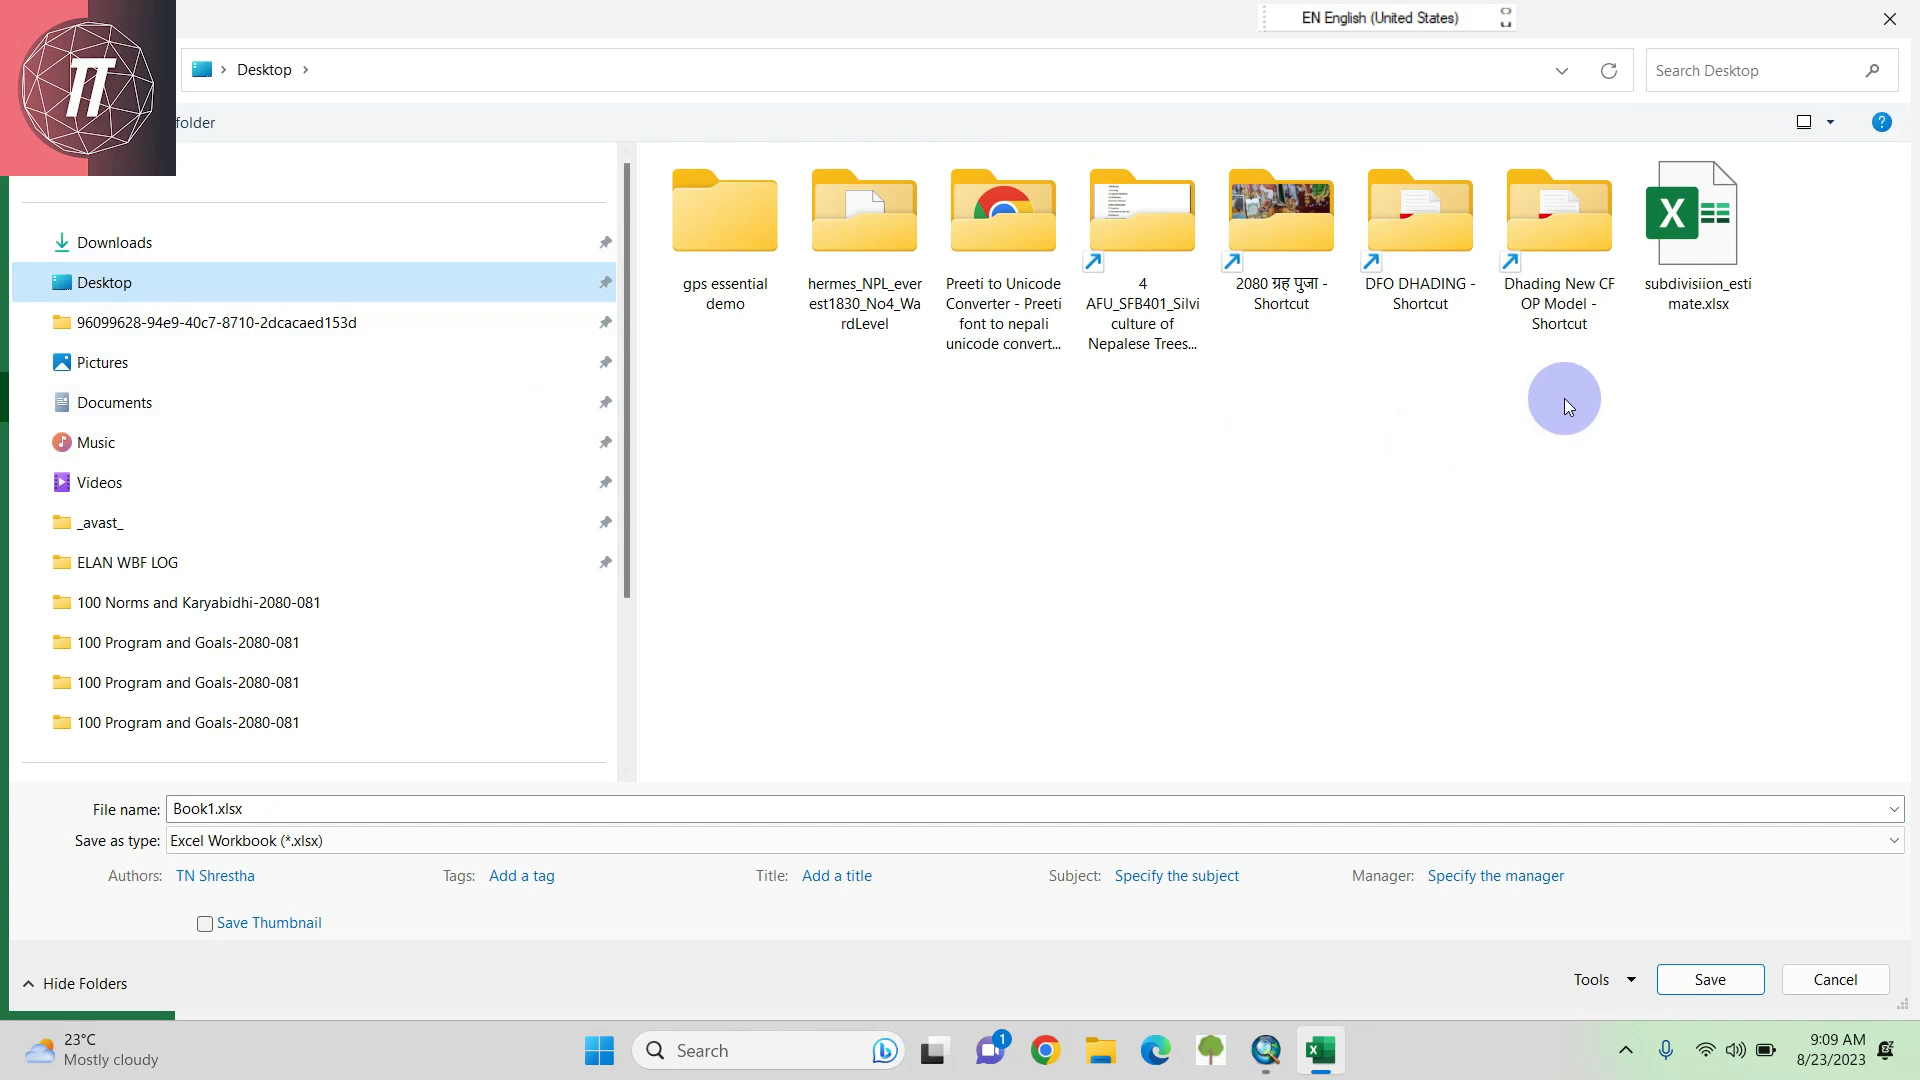 EN English (United States)
Desktop
Search Desktop
folder
Downloads
Desktop
96099628-94e9-40c7-8710-2dcacaed153d
Pictures
Documents
Music
Videos
_avast_
ELAN WBF LOG
100 Norms and Karyabidhi-2080-081
100 Program and Goals-2080-081
100 Program and Goals-2080-081
100 Program and Goals-2080-081
gps essential
demo
hermes_NPL_ever
est1830_No4_Wa
rdLevel
Preeti to Unicode
Converter - Preeti
font to nepali
unicode convert...
4
AFU_SFB401_Silvi
culture of
Nepalese Trees...
2080 ग्रह पुजा -
Shortcut
DFO DHADING -
Shortcut
Dhading New CF
OP Model -
Shortcut
subdivisiion_esti
mate.xlsx
File name: Book1.xlsx
Save as type: Excel Workbook (*.xlsx)
Authors: TN Shrestha Tags: Add a tag Title: Add a title Subject: Specify the subject Manager: Specify the manager
Save Thumbnail
Hide Folders
Tools Save Cancel
23°C
Mostly cloudy
Search
1
9:09 AM
8/23/2023